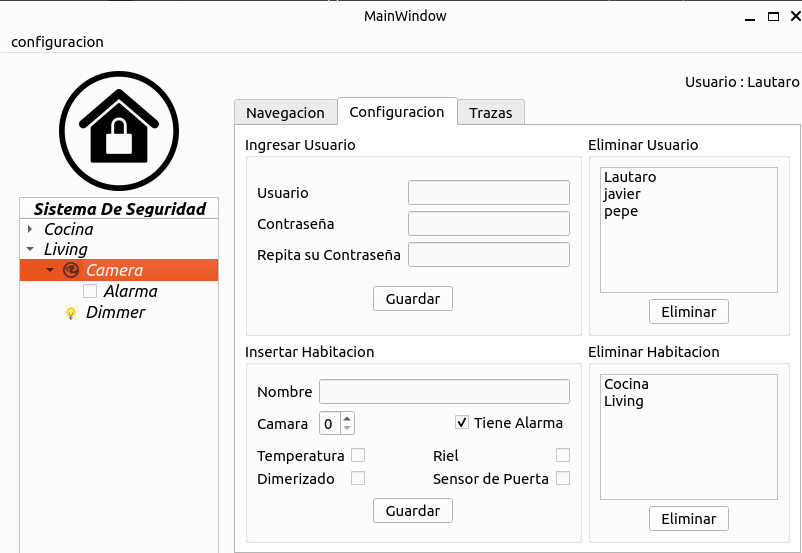 MainWindow
configuracion
Usuario : Lautaro
Navegacion Configuracion Trazas
Sistema De Seguridad
Cocina
Living
Camera
Alarma
Dimmer
Ingresar Usuario
Usuario
Contraseña
Repita su Contraseña
Guardar
Eliminar Usuario
Lautaro
javier
pepe
Eliminar
Insertar Habitacion
Nombre
Camara 0 Tiene Alarma
Temperatura Riel
Dimerizado Sensor de Puerta
Guardar
Eliminar Habitacion
Cocina
Living
Eliminar